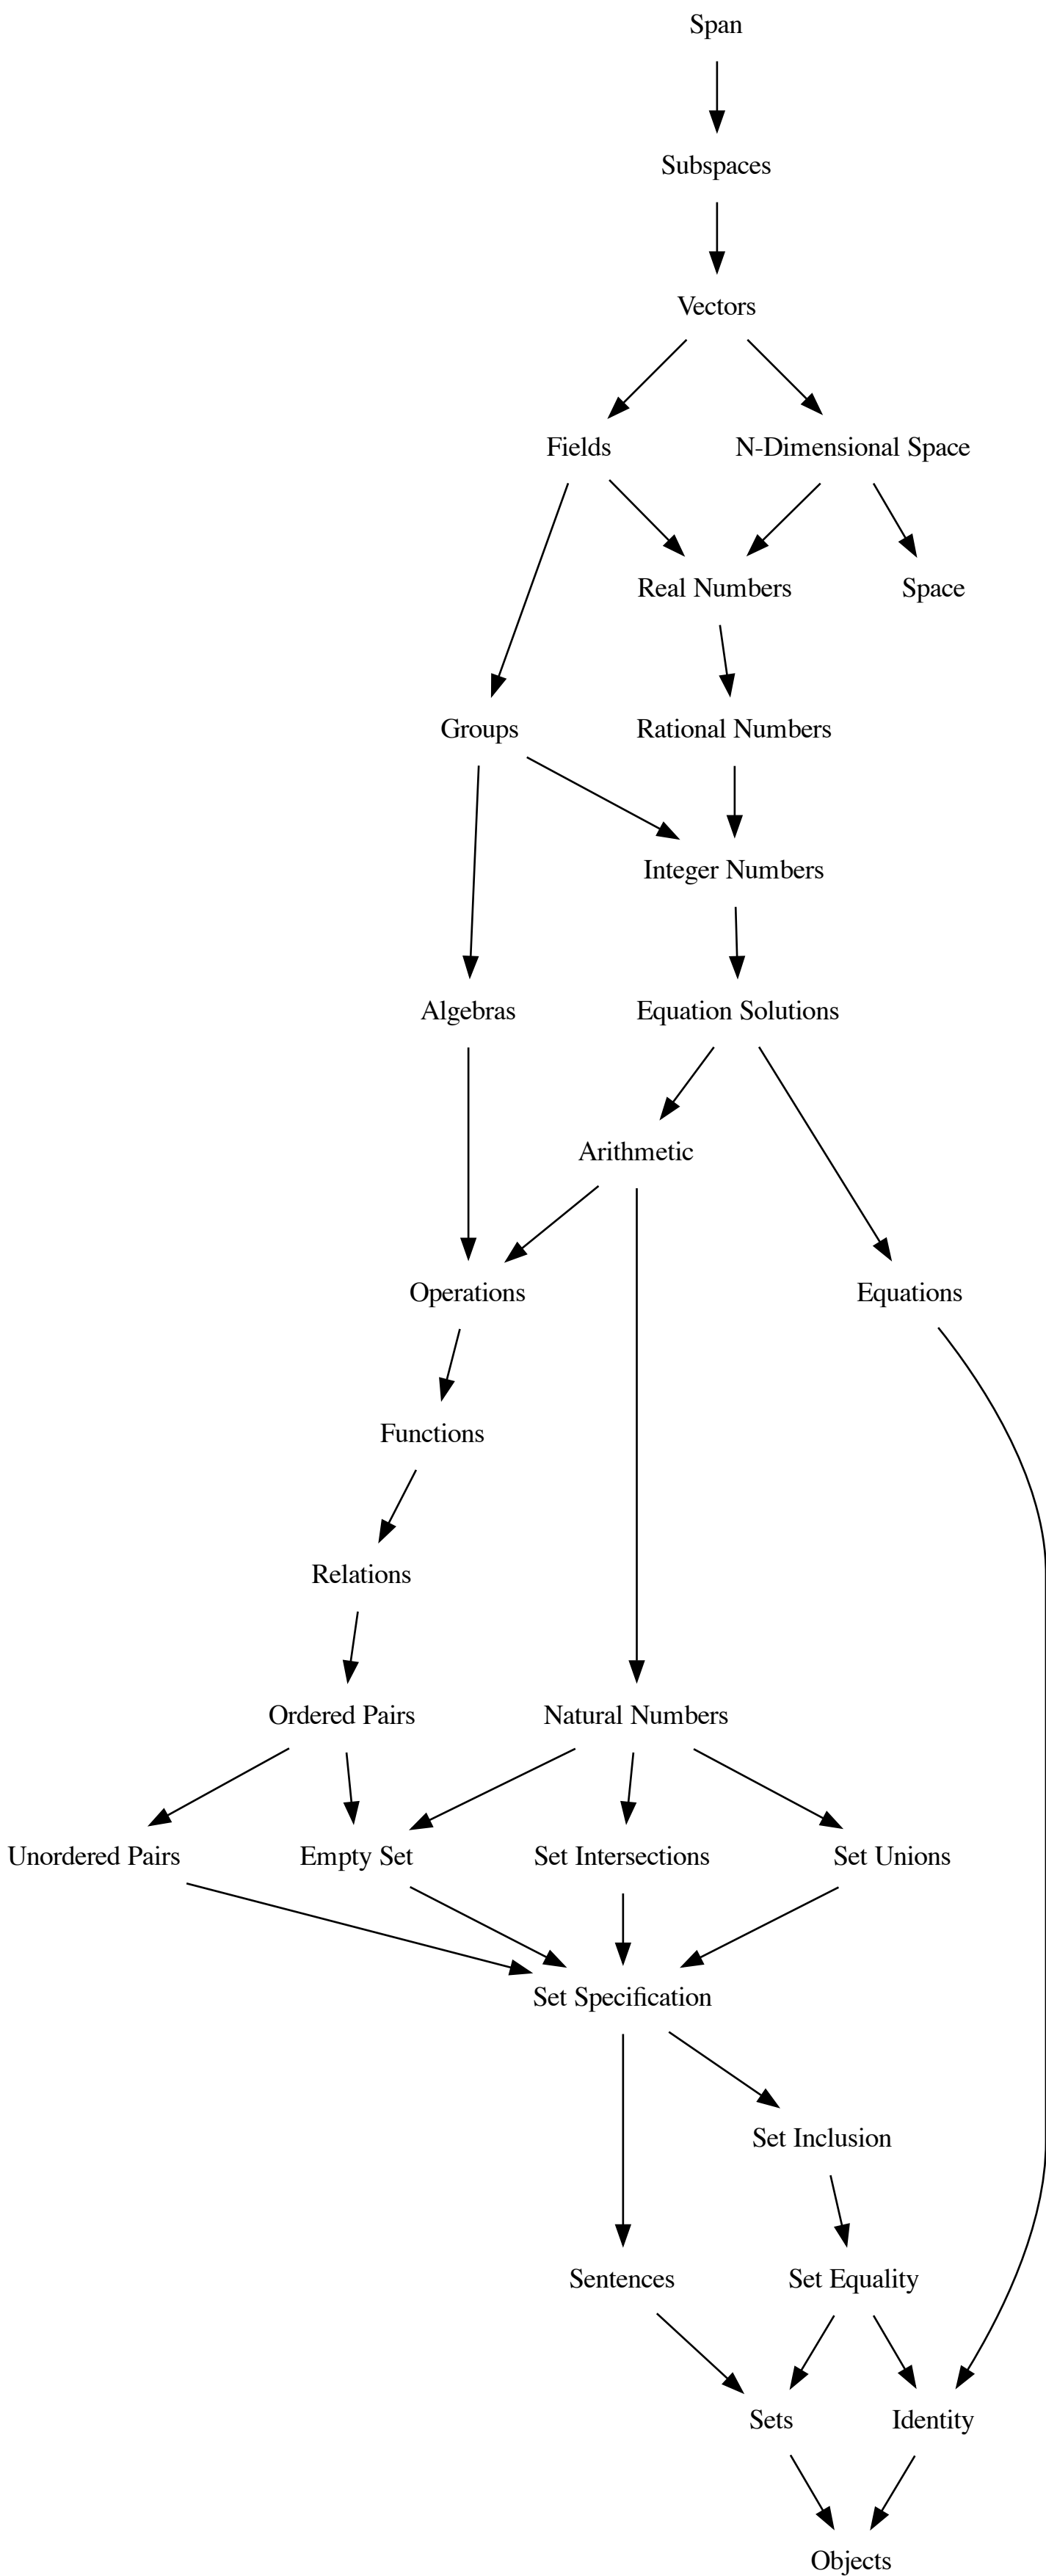 Span
Subspaces
Vectors
Fields
N-Dimensional Space
Real Numbers
Space
Groups
Rational Numbers
Integer Numbers
Algebras
Equation Solutions
Arithmetic
Operations
Equations
Functions
Relations
Ordered Pairs
Natural Numbers
Unordered Pairs
Empty Set
Set Intersections
Set Unions
Set Specification
Set Inclusion
Sentences
Set Equality
Sets
Identity
Objects